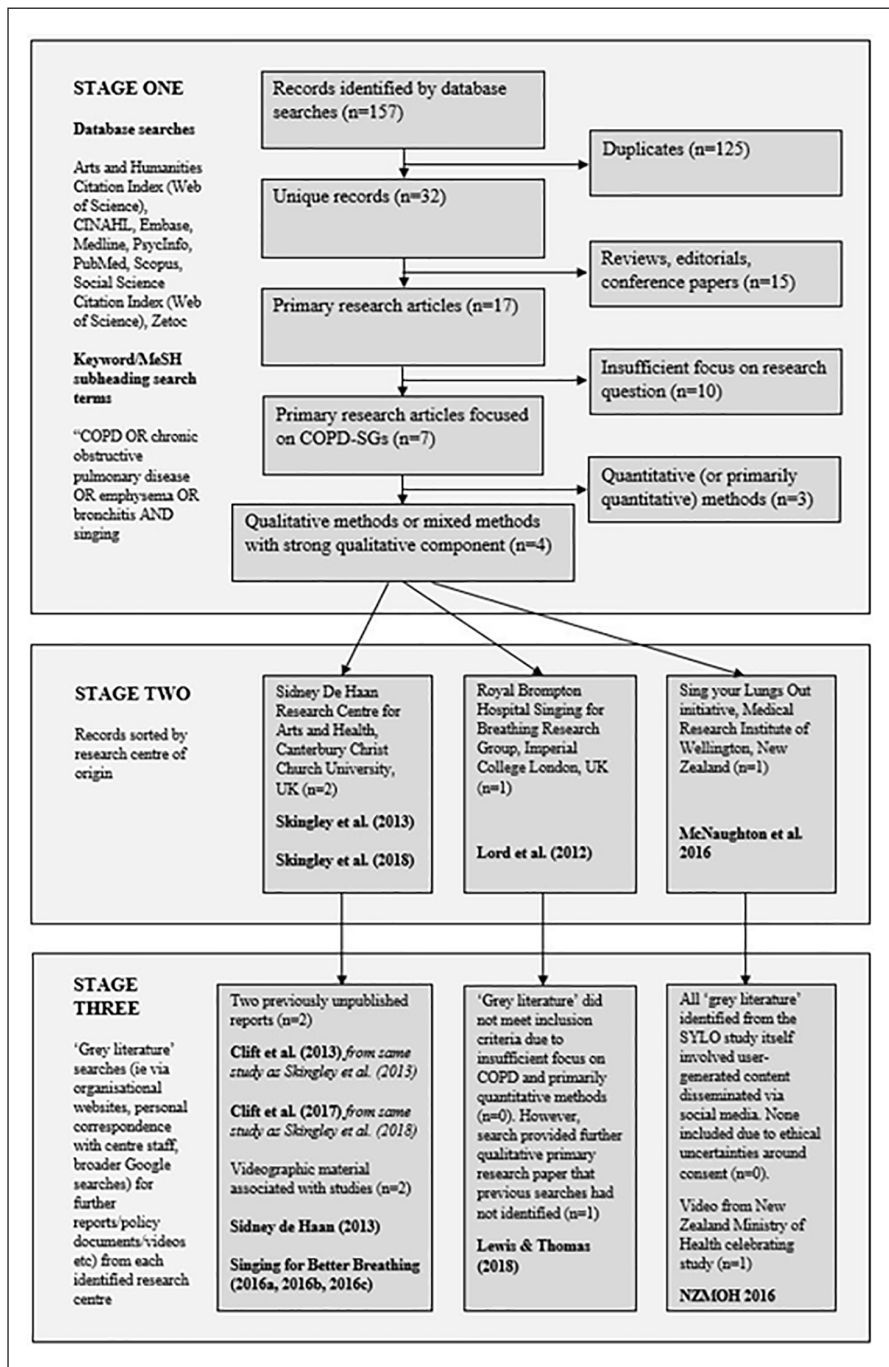 STAGE ONE
Database searches
Arts and Humanities
Citation Index (Web
of Science),
CINAHL, Embase,
Medline, PsycInfo,
PubMed, Scopus,
Social Science
Citation Index (Web
of Science), Zetoc
Keyword/MeSH
subheading search
terms
“COPD OR chronic
obstructive
pulmonary disease
OR emphysema OR
bronchitis AND
singing
Records identified by database
searches (n=157)
Duplicates (n=125)
Unique records (n=32)
Reviews, editorials,
conference papers (n=15)
Primary research articles (n=17)
Insufficient focus on research
question (n=10)
Primary research articles focused
on COPD-SGs (n=7)
Quantitative (or primarily
quantitative) methods (n=3)
Qualitative methods or mixed methods
with strong qualitative component (n=4)
STAGE TWO
Records sorted by
research centre of
origin
Sidney De Haan
Research Centre for
Arts and Health,
Canterbury Christ
Church University,
UK (n=2)
Skingley et al. (2013)
Skingley et al. (2018)
Royal Brompton
Hospital Singing for
Breathing Research
Group, Imperial
College London, UK
(n=1)
Lord et al. (2012)
Sing your Lungs Out
initiative, Medical
Research Institute of
Wellington, New
Zealand (n=1)
McNaughton et al.
2016
STAGE
THREE
‘Grey literature’
searches (ie via
organisational
websites, personal
correspondence
with centre staff,
broader Google
searches) for
further
reports/policy
documents/videos
etc) from each
identified research
centre
Two previously unpublished
reports (n=2)
Clift et al. (2013) from same
study as Skingley et al. (2013)
Clift et al. (2017) from same
study as Skingley et al. (2018)
Videographic material
associated with studies (n=2)
Sidney de Haan (2013)
Singing for Better Breathing
(2016a, 2016b, 2016c)
‘Grey literature’ did
not meet inclusion
criteria due to
insufficient focus on
COPD and primarily
quantitative methods
(n=0). However,
search provided further
qualitative primary
research paper that
previous searches had
not identified (n=1)
Lewis & Thomas
(2018)
All ‘grey literature’
identified from the
SYLO study itself
involved user-
generated content
disseminated via
social media. None
included due to ethical
uncertainties around
consent (n=0).
Video from New
Zealand Ministry of
Health celebrating
study (n=1)
NZMOH 2016